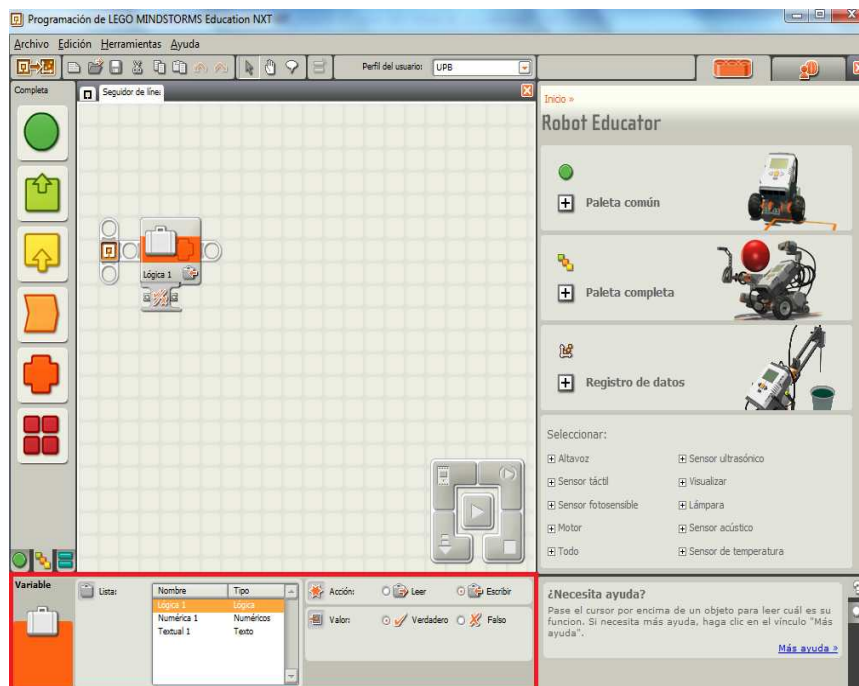 Programación de LEGO MINDSTORMS Education NXT
Archivo Edición Herramientas Ayuda
Perfil del usuario: UPB
Completa
Seguidor de líne
Lógica 1
Inicio »
Robot Educator
Paleta común
Paleta completa
Registro de datos
Seleccionar:
Altavoz Sensor ultrasónico
Sensor táctil Visualizar
Sensor fotosensible Lámpara
Motor Sensor acústico
Todo Sensor de temperatura
Variable
Lista:
Nombre Tipo
Lógica 1 Lógica
Numérica 1 Numéricos
Textual 1 Texto
Acción: Leer Escribir
Valor: Verdadero Falso
¿Necesita ayuda?
Pase el cursor por encima de un objeto para leer cuál es su
funcion. Si necesita más ayuda, haga clic en el vínculo "Más
ayuda".
Más ayuda »